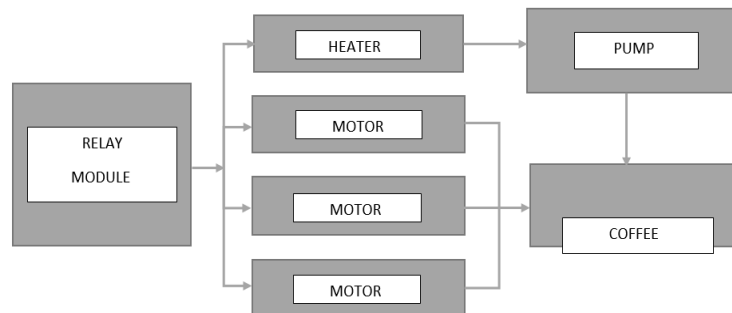 HEATER
PUMP
RELAY
MODULE
MOTOR
MOTOR
MOTOR
COFFEE